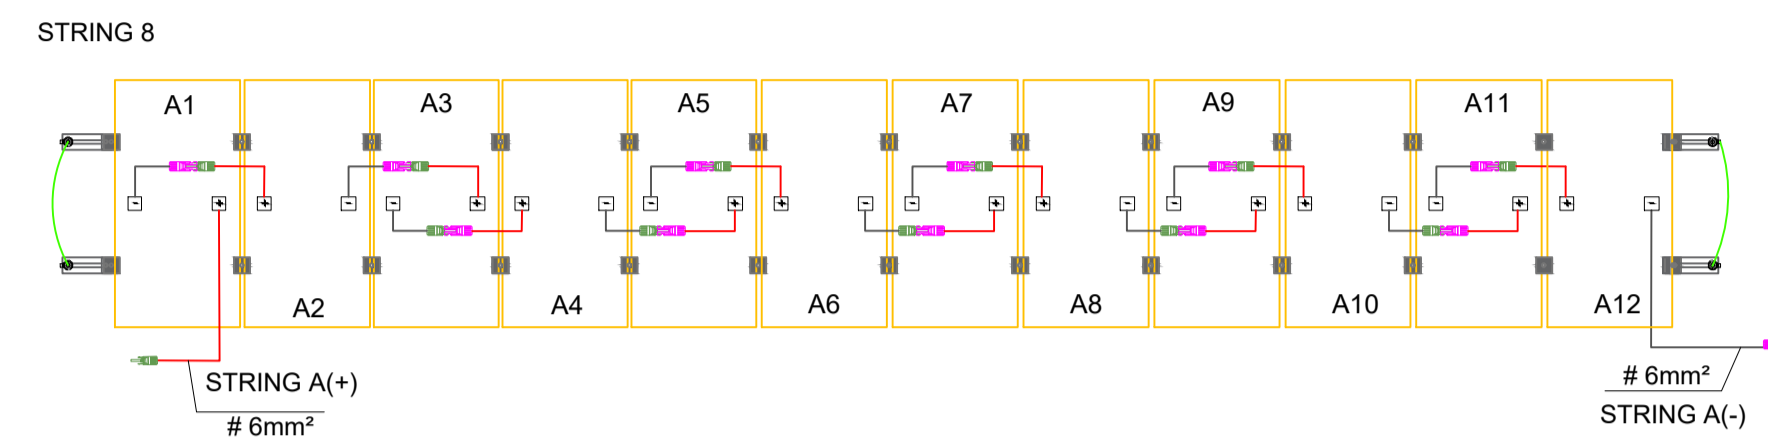 STRING 8
A1
A3
A5
A7
A9
A11
- + + - - + + - - + + - - + + - - + + - - + + -
A2
A4
A6
A8
A10
A12
STRING A(+)
# 6mm²
# 6mm²
STRING A(-)